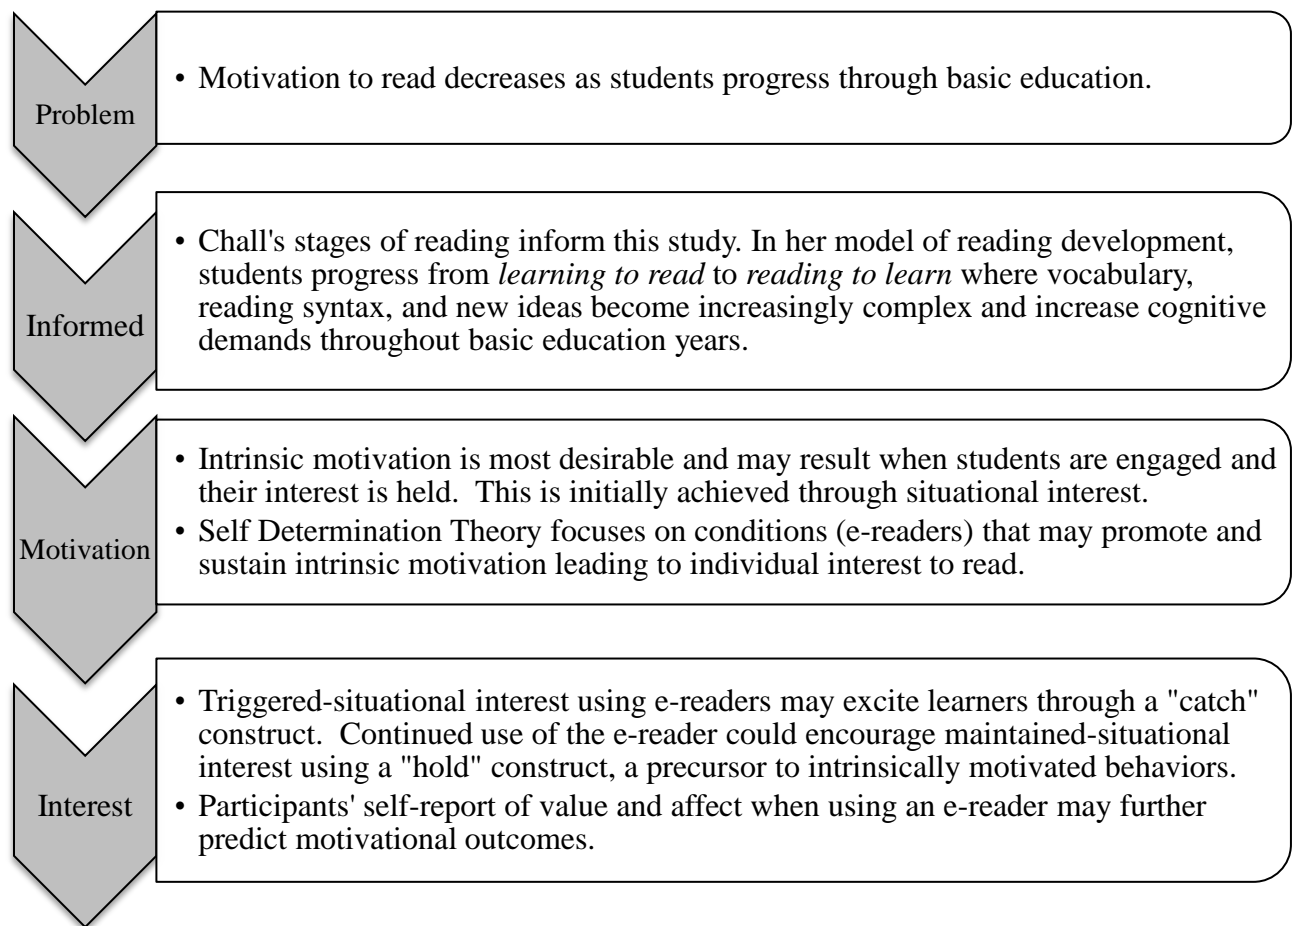 Problem
• Motivation to read decreases as students progress through basic education.
Informed
• Chall's stages of reading inform this study. In her model of reading development,
students progress from learning to read to reading to learn where vocabulary,
reading syntax, and new ideas become increasingly complex and increase cognitive
demands throughout basic education years.
Motivation
• Intrinsic motivation is most desirable and may result when students are engaged and
their interest is held.  This is initially achieved through situational interest.
• Self Determination Theory focuses on conditions (e-readers) that may promote and
sustain intrinsic motivation leading to individual interest to read.
Interest
• Triggered-situational interest using e-readers may excite learners through a "catch"
construct.  Continued use of the e-reader could encourage maintained-situational
interest using a "hold" construct, a precursor to intrinsically motivated behaviors.
• Participants' self-report of value and affect when using an e-reader may further
predict motivational outcomes.